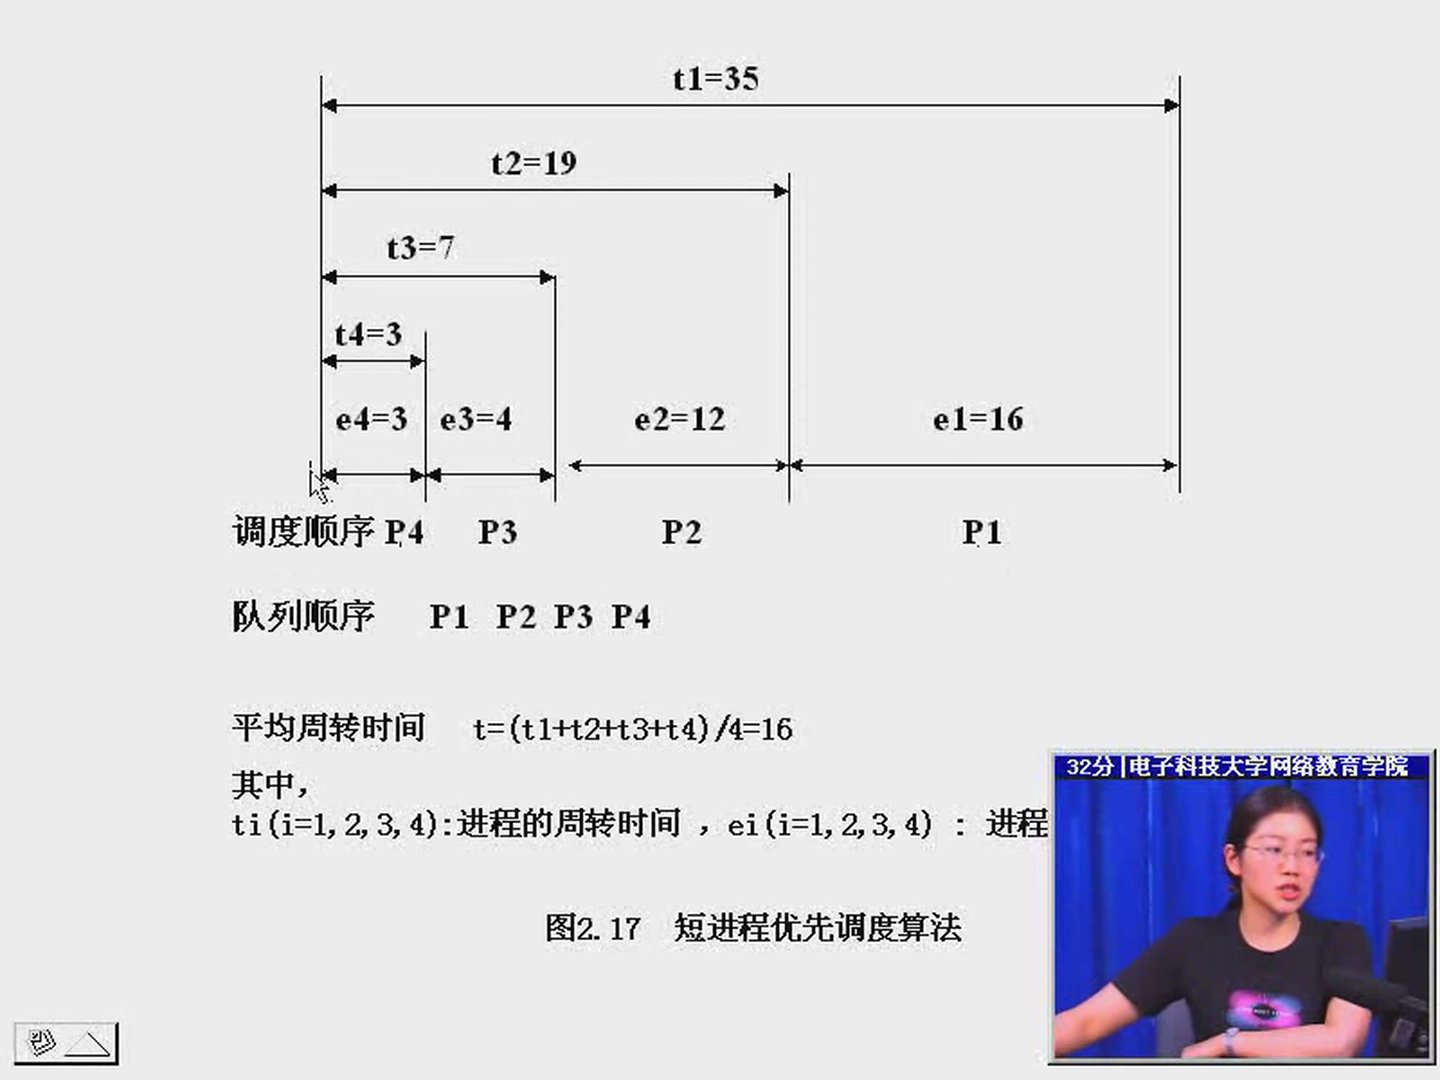 t1=35
t2=19
t3=7
t4=3
e4=3 e3=4 e2=12 e1=16
调度顺序 P4 P3 P2 P1
队列顺序 P1 P2 P3 P4
平均周转时间 t=(t1+t2+t3+t4)/4=16
其中，
ti(i=1,2,3,4):进程的周转时间 ，ei(i=1,2,3,4) : 进程
图2.17 短进程优先调度算法
32分|电子科技大学网络教育学院